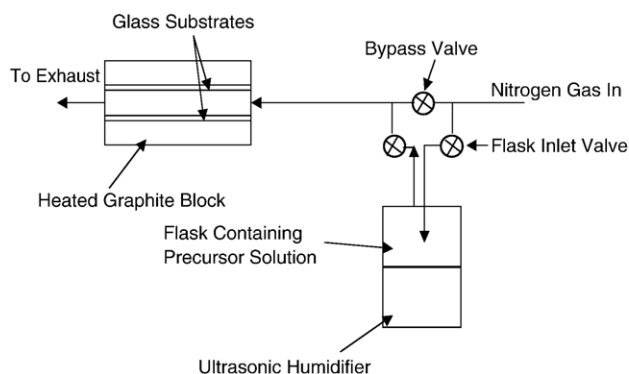 Glass Substrates
Bypass Valve
To Exhaust
Nitrogen Gas In
Flask Inlet Valve
Heated Graphite Block
Flask Containing
Precursor Solution
Ultrasonic Humidifier